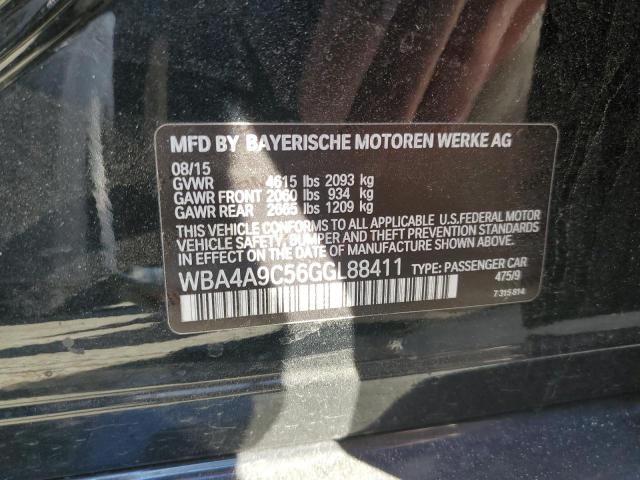 MFD BY BAYERISCHE MOTOREN WERKE AG
08/15
GVWR 4615 lbs 2093 kg
GAWR FRONT 2060 lbs 934 kg
GAWR REAR 2665 lbs 1209 kg
THIS VEHICLE CONFORMS TO ALL APPLICABLE U.S.FEDERAL MOTOR
VEHICLE SAFETY, BUMPER, AND THEFT PREVENTION STANDARDS
IN EFFECT ON THE DATE OF MANUFACTURE SHOWN ABOVE.
WBA4A9C56GGL88411 TYPE: PASSENGER CAR
475/9
7 315 814